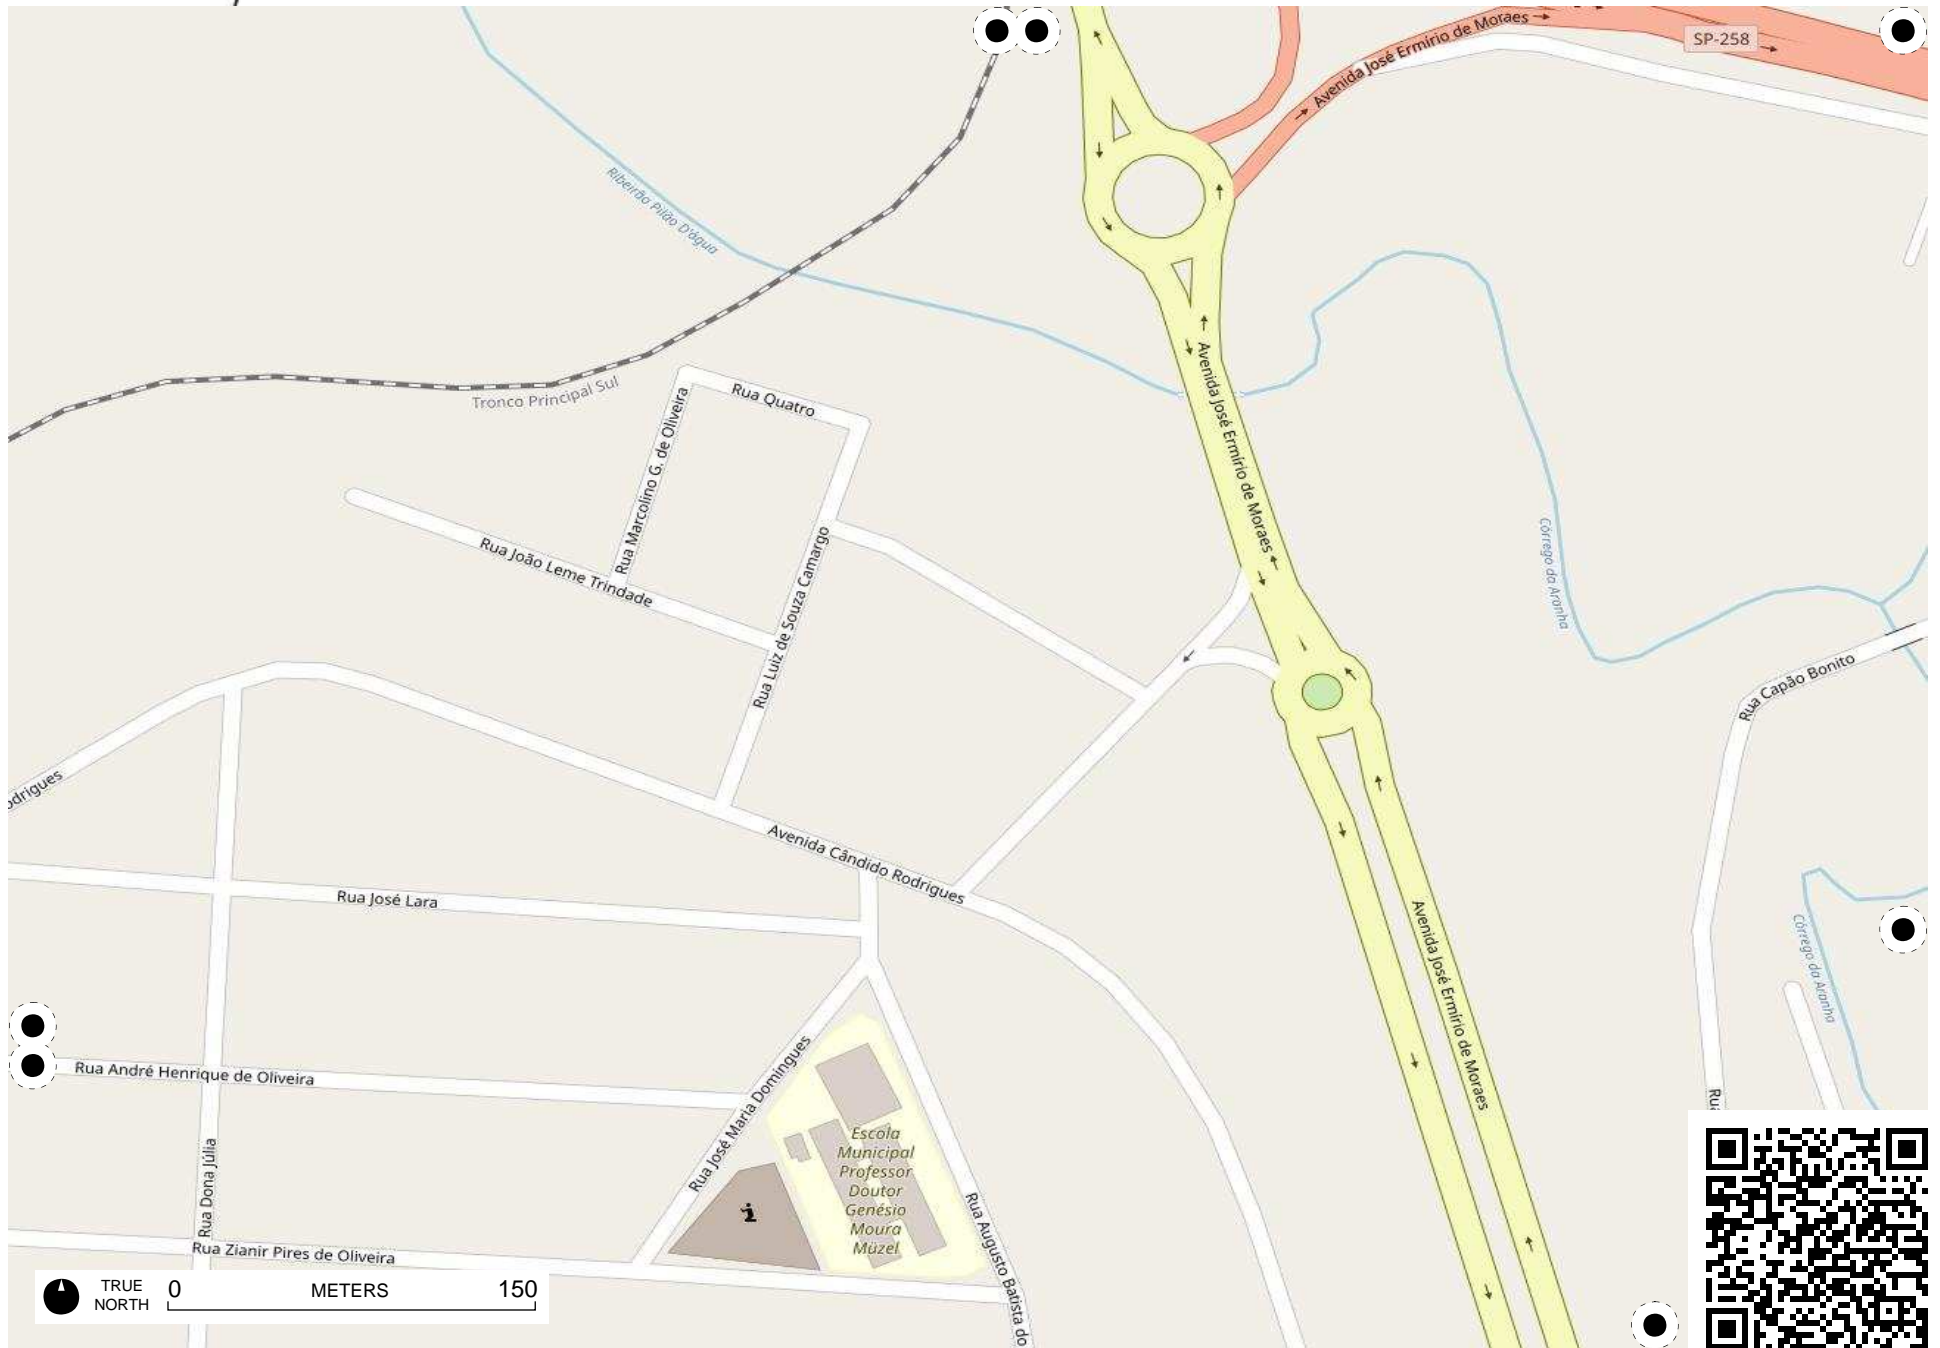 Avenida José Ermírio de Moraes
SP-258
Ribeirão Pilão D'água
Tronco Principal Sul
Rua Quatro
Rua Marcolino G. de Oliveira
Avenida José Ermírio de Moraes
Rua João Leme Trindade
Rua Luiz de Souza Camargo
Córrego da Aranha
Rua Capão Bonito
odrigues
Avenida Cândido Rodrigues
Rua José Lara
Avenida José Ermírio de Moraes
Córrego da Aranha
Rua André Henrique de Oliveira
Rua José Maria Domingues
Rua
Escola
Municipal
Professor
Doutor
Genésio
Moura
Müzel
Rua Dona Júlia
Rua Augusto Batista do
Rua Zianir Pires de Oliveira
TRUE
NORTH
0 METERS 150